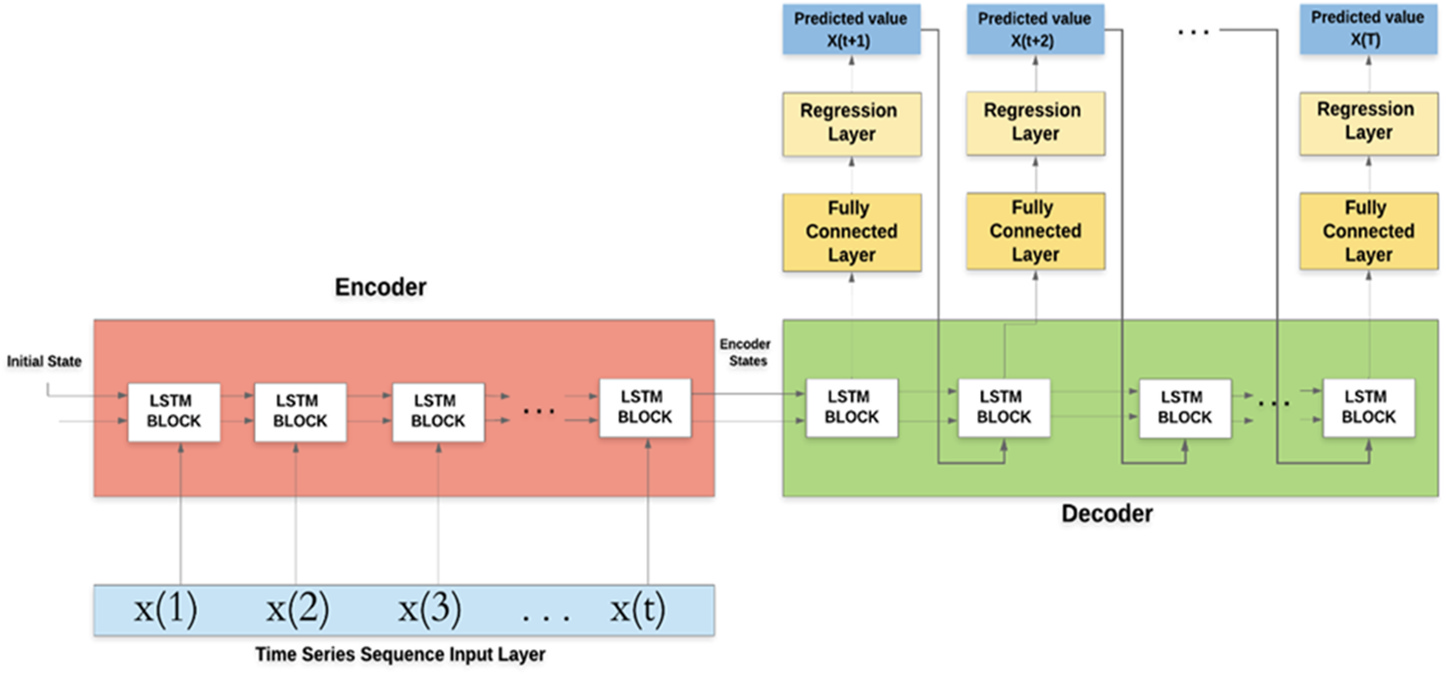 Predicted value
X(t+1)
Predicted value
X(t+2)
. . .
Predicted value
X(T)
Regression
Layer
Regression
Layer
Regression
Layer
Fully
Connected
Layer
Fully
Connected
Layer
Fully
Connected
Layer
Encoder
Initial State
Encoder
States
LSTM
BLOCK
LSTM
BLOCK
LSTM
BLOCK
. . .
LSTM
BLOCK
LSTM
BLOCK
LSTM
BLOCK
LSTM
BLOCK
. . .
LSTM
BLOCK
Decoder
x(1) x(2) x(3) . . . x(t)
Time Series Sequence Input Layer